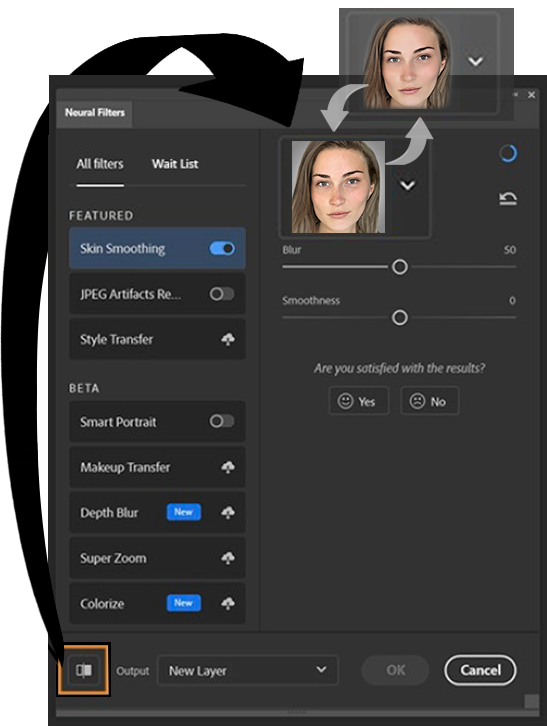 Neural Filters
All filters
Wait List
FEATURED
Skin Smoothing
JPEG Artifacts Re...
Style Transfer
BETA
Smart Portrait
Makeup Transfer
Depth Blur
New
Super Zoom
Colorize
New
Blur
50
Smoothness
0
Are you satisfied with the results?
Yes
No
Output
New Layer
OK
Cancel